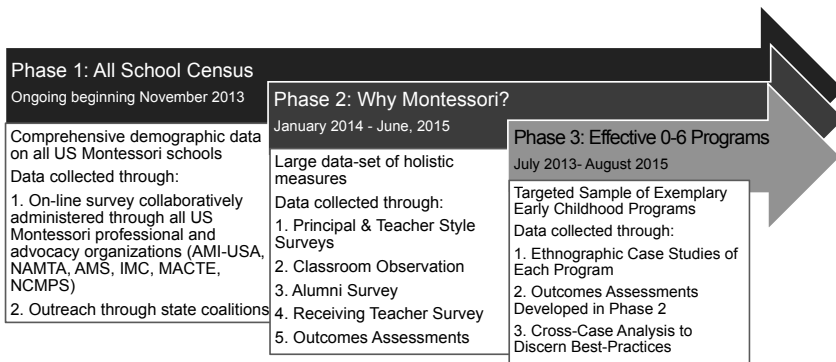 Phase 1: All School Census
Ongoing beginning November 2013
Comprehensive demographic data
on all US Montessori schools
Data collected through:
1. On-line survey collaboratively
administered through all US
Montessori professional and
advocacy organizations (AMI-USA,
NAMTA, AMS, IMC, MACTE,
NCMPS)
2. Outreach through state coalitions
Phase 2: Why Montessori?
January 2014 - June, 2015
Large data-set of holistic
measures
Data collected through:
1. Principal & Teacher Style
Surveys
2. Classroom Observation
3. Alumni Survey
4. Receiving Teacher Survey
5. Outcomes Assessments
Phase 3: Effective 0-6 Programs
July 2013- August 2015
Targeted Sample of Exemplary
Early Childhood Programs
Data collected through:
1. Ethnographic Case Studies of
Each Program
2. Outcomes Assessments
Developed in Phase 2
3. Cross-Case Analysis to
Discern Best-Practices